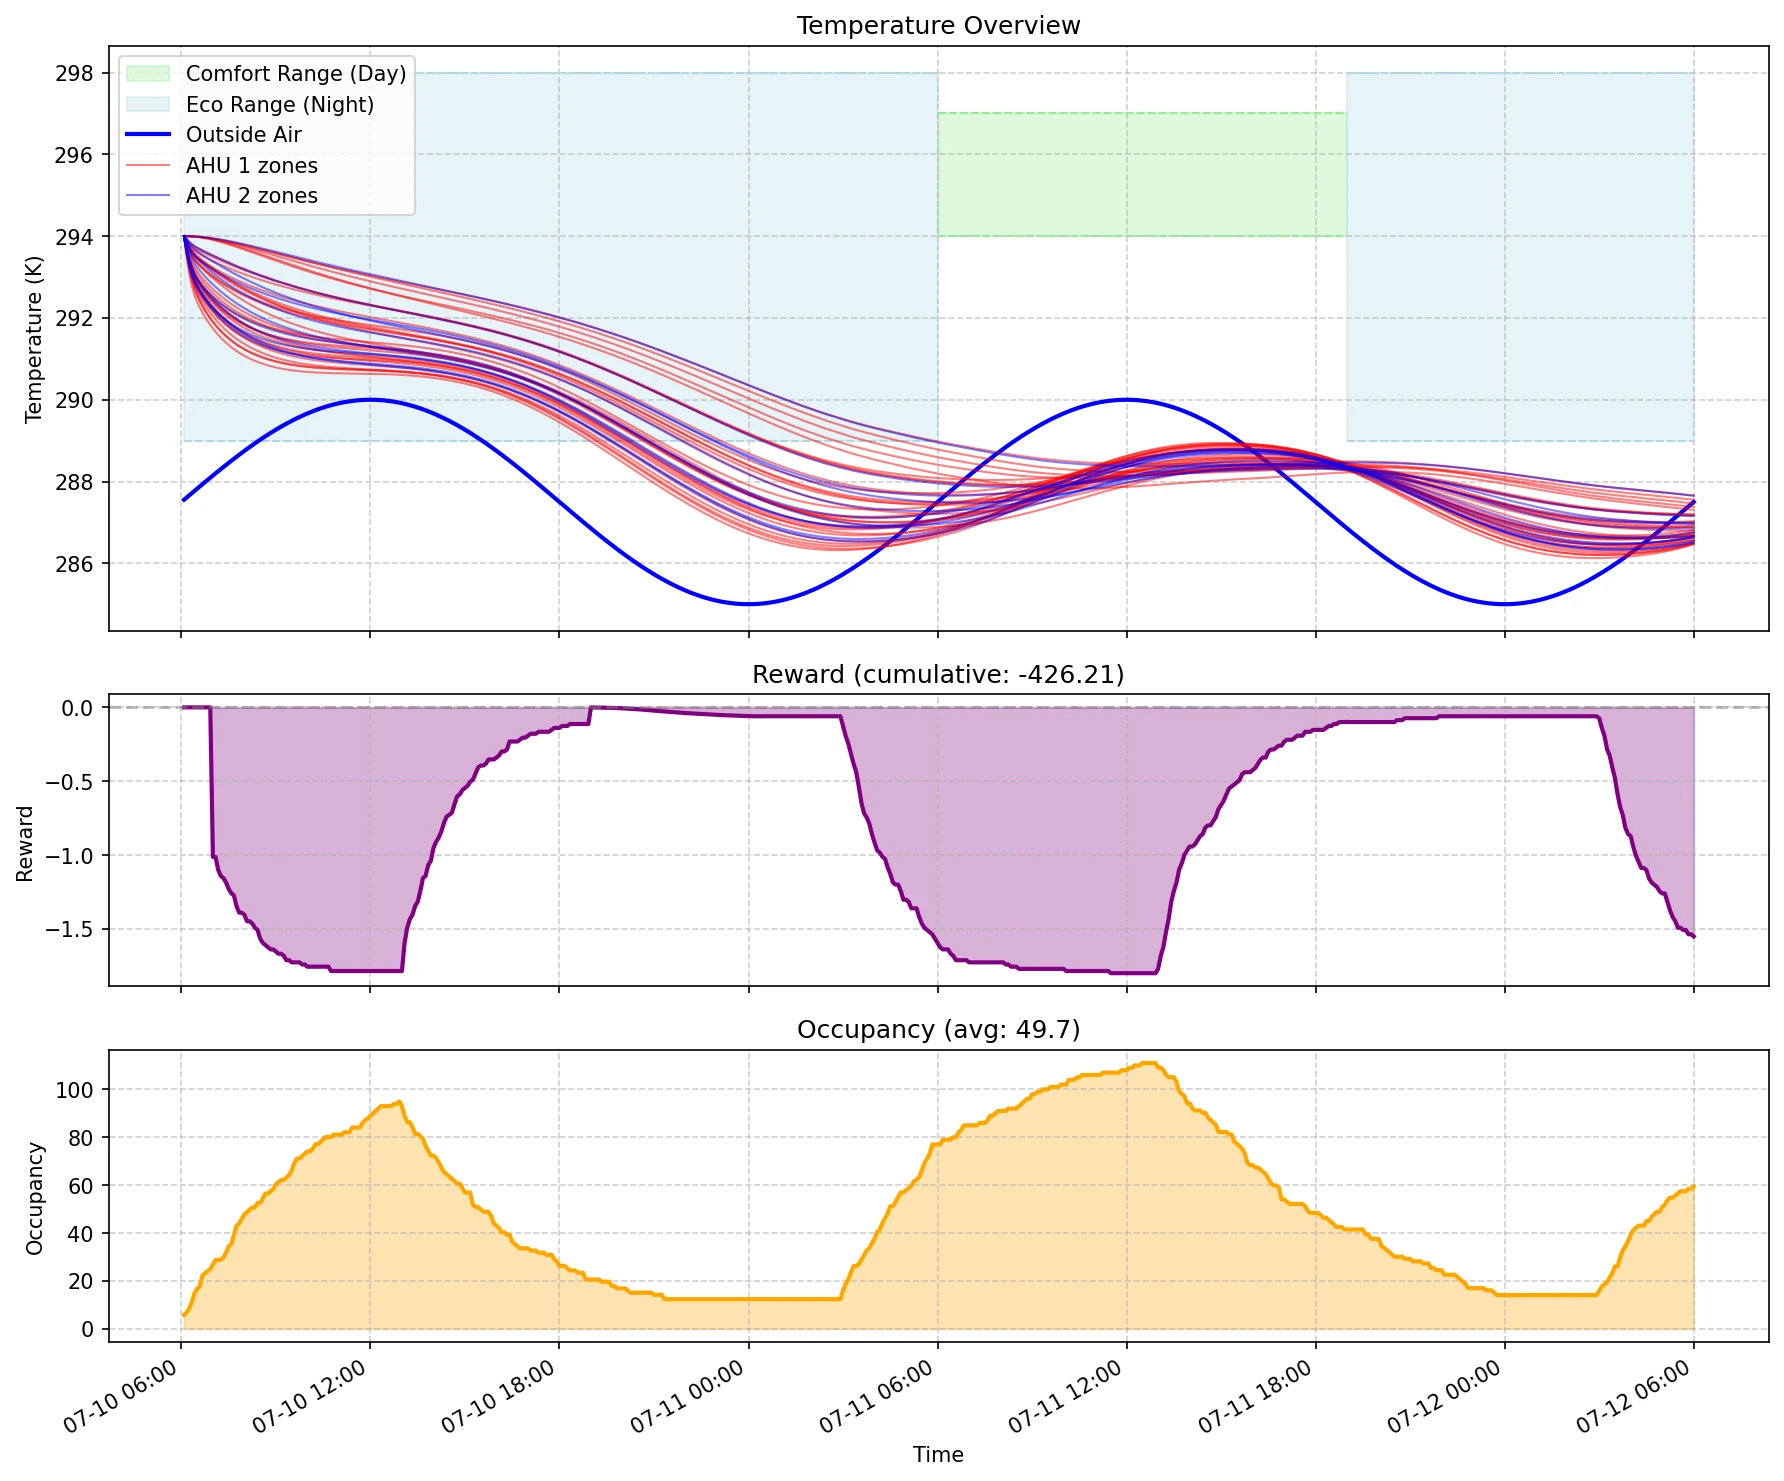 Temperature Overview
298
296
294
292
290
288
286
Temperature (K)
Comfort Range (Day)
Eco Range (Night)
Outside Air
AHU 1 zones
AHU 2 zones
Reward (cumulative: -426.21)
0.0
−0.5
−1.0
−1.5
Reward
Occupancy (avg: 49.7)
100
80
60
40
20
0
Occupancy
07-10 06:00
07-10 12:00
07-10 18:00
07-11 00:00
07-11 06:00
07-11 12:00
07-11 18:00
07-12 00:00
07-12 06:00
Time